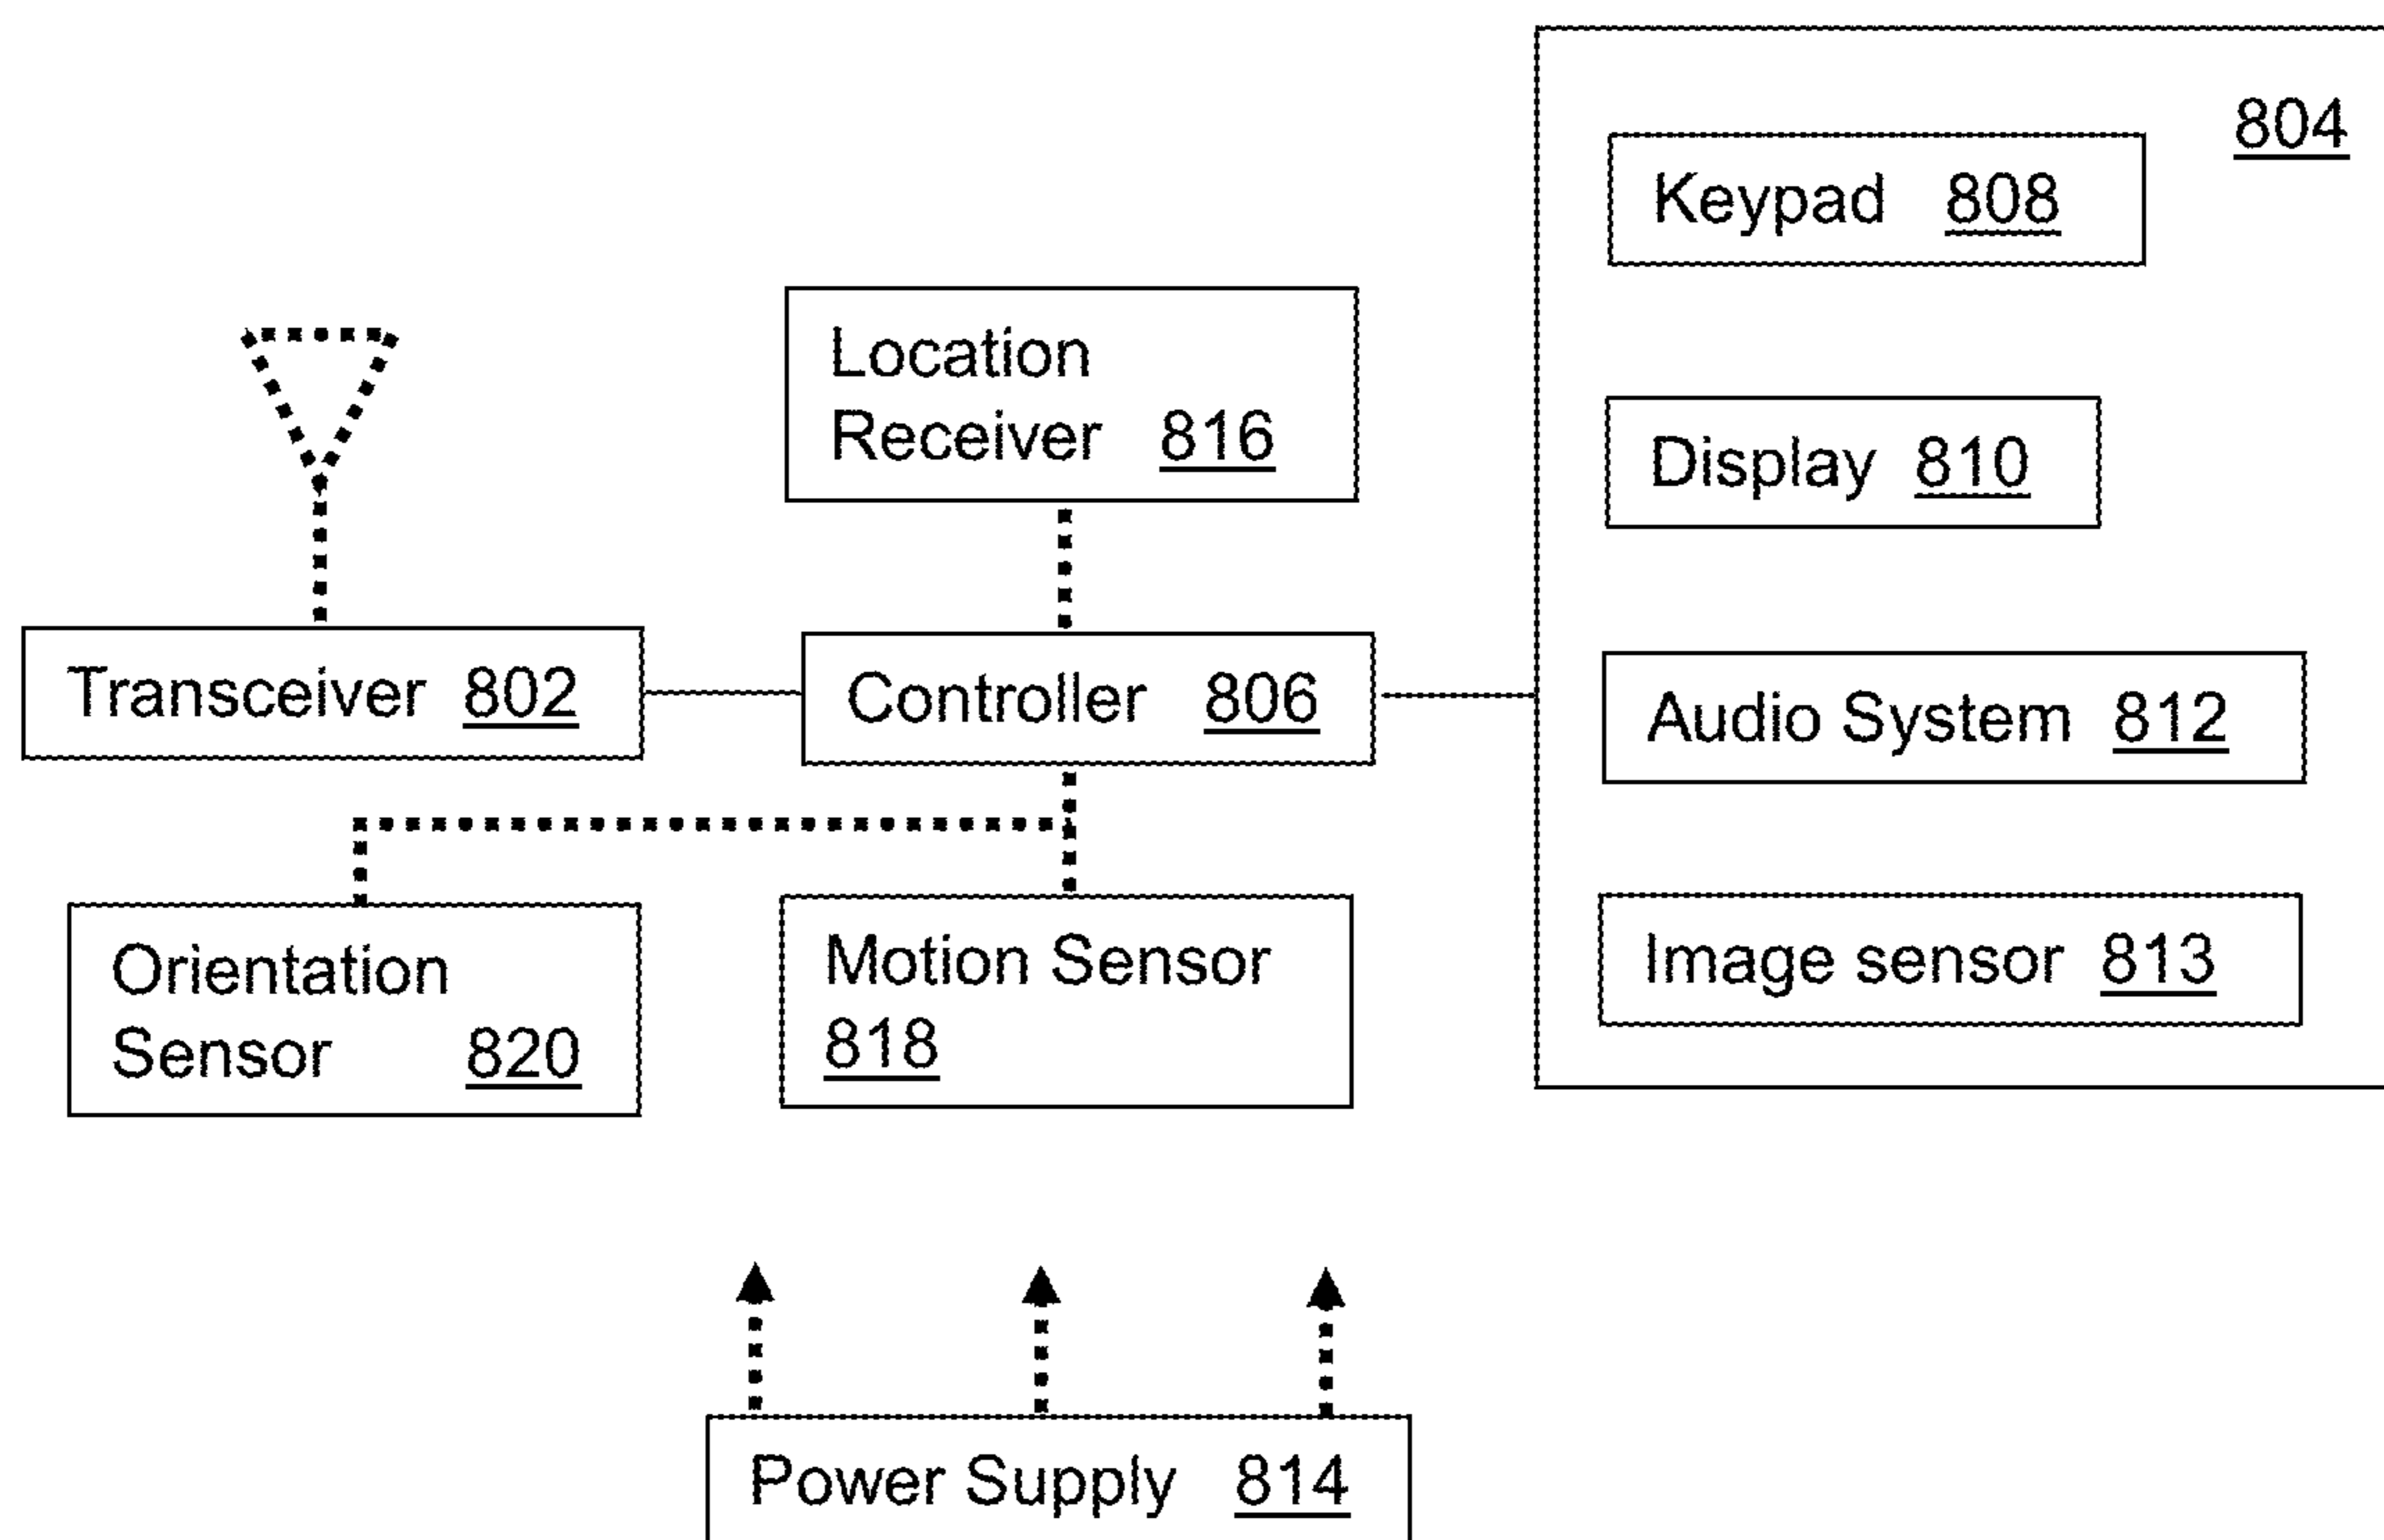 804
Keypad 808
Location
Receiver 816
Display 810
Transceiver 802
Controller 806
Audio System 812
Orientation
Sensor 820
Motion Sensor
818
Image sensor 813
Power Supply 814